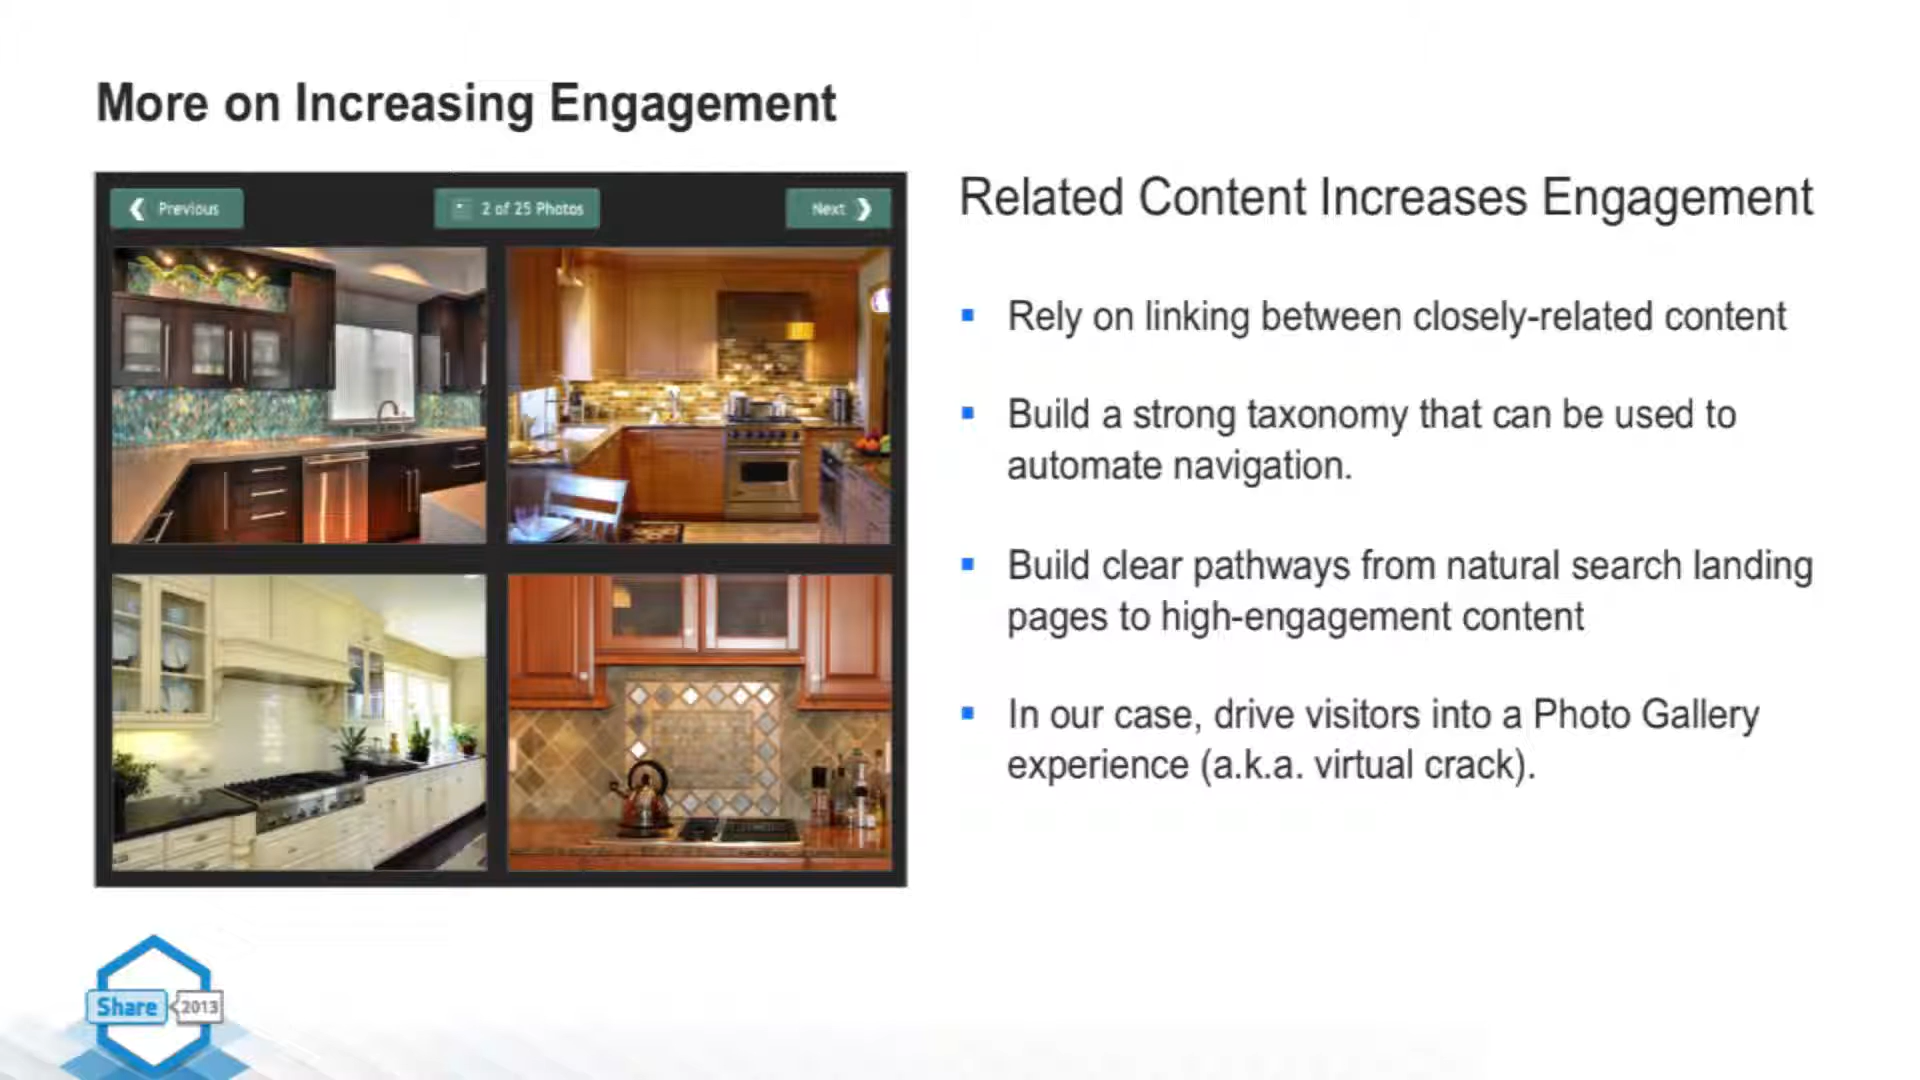 More on Increasing Engagement
Previous
2 of 25 Photos
Next
Related Content Increases Engagement
Rely on linking between closely-related content
Build a strong taxonomy that can be used to
automate navigation.
Build clear pathways from natural search landing
pages to high-engagement content
In our case, drive visitors into a Photo Gallery
experience (a.k.a. virtual crack).
Share 2013